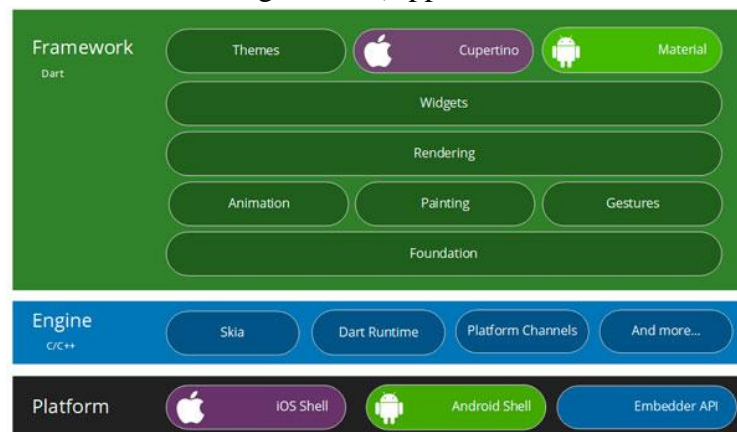 Framework
Dart
Themes
Cupertino
Material
Widgets
Rendering
Animation
Painting
Gestures
Foundation
Engine
C/C++
Skia
Dart Runtime
Platform Channels
And more...
Platform
iOS Shell
Android Shell
Embedder API